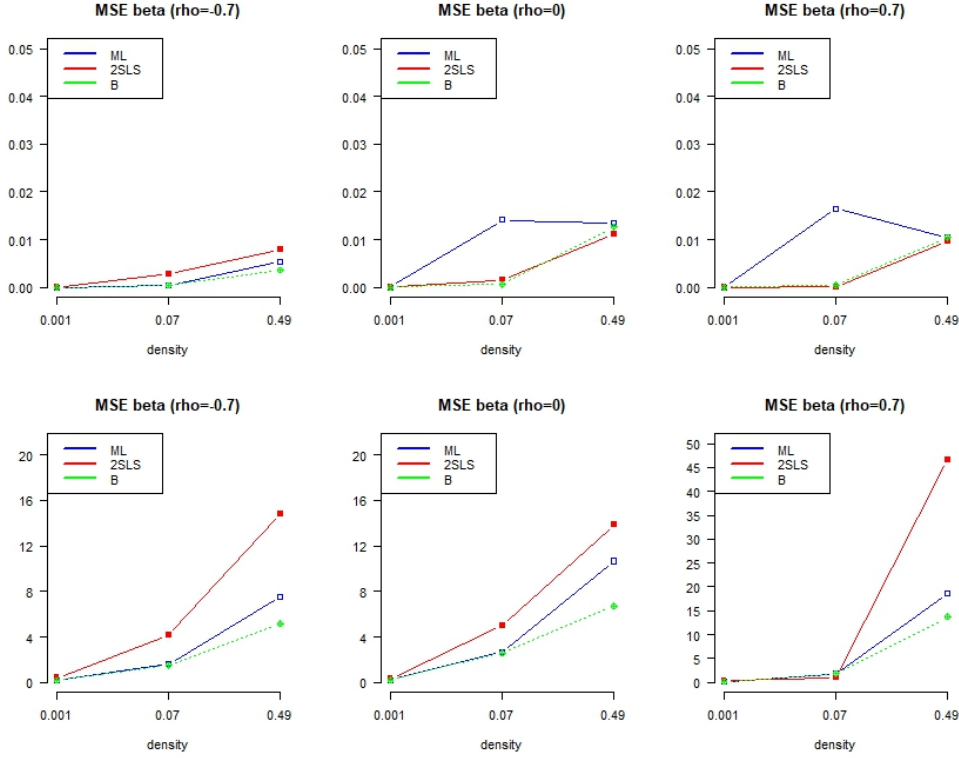 MSE beta (rho=-0.7)
ML
2SLS
B
0.05
0.04
0.03
0.02
0.01
0.00
0.001 0.07 0.49
density
MSE beta (rho=0)
ML
2SLS
B
0.05
0.04
0.03
0.02
0.01
0.00
0.001 0.07 0.49
density
MSE beta (rho=0.7)
ML
2SLS
B
0.05
0.04
0.03
0.02
0.01
0.00
0.001 0.07 0.49
density
MSE beta (rho=-0.7)
ML
2SLS
B
20
16
12
8
4
0
0.001 0.07 0.49
density
MSE beta (rho=0)
ML
2SLS
B
20
16
12
8
4
0
0.001 0.07 0.49
density
MSE beta (rho=0.7)
ML
2SLS
B
50
45
40
35
30
25
20
15
10
5
0
0.001 0.07 0.49
density